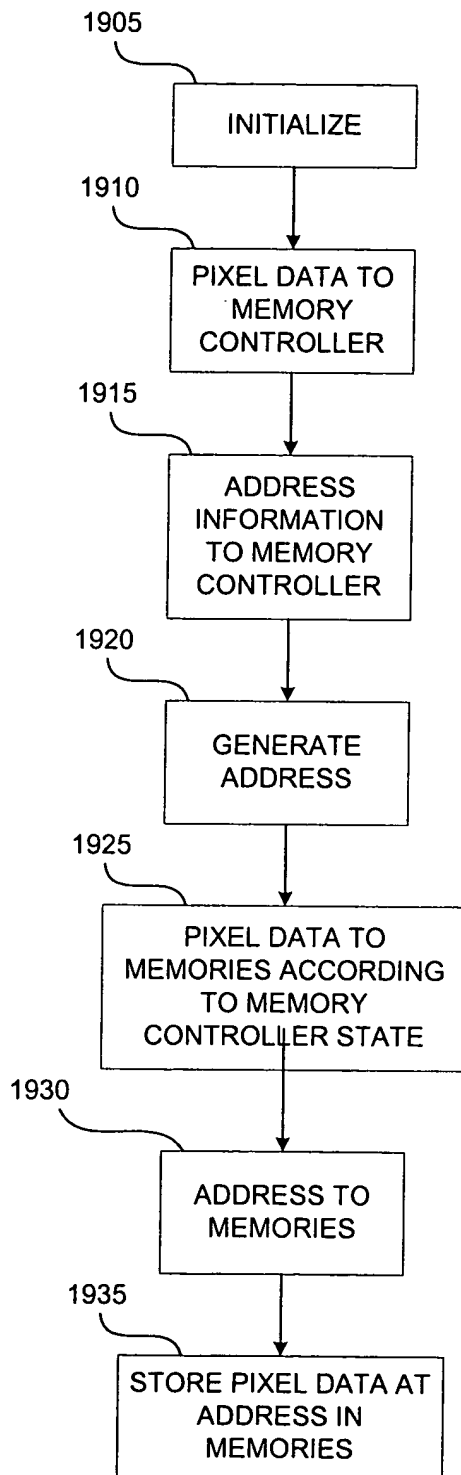 1905
INITIALIZE
1910
PIXEL DATA TO
MEMORY
CONTROLLER
1915
ADDRESS
INFORMATION
TO MEMORY
CONTROLLER
1920
GENERATE
ADDRESS
1925
PIXEL DATA TO
MEMORIES ACCORDING
TO MEMORY
CONTROLLER STATE
1930
ADDRESS TO
MEMORIES
1935
STORE PIXEL DATA AT
ADDRESS IN
MEMORIES